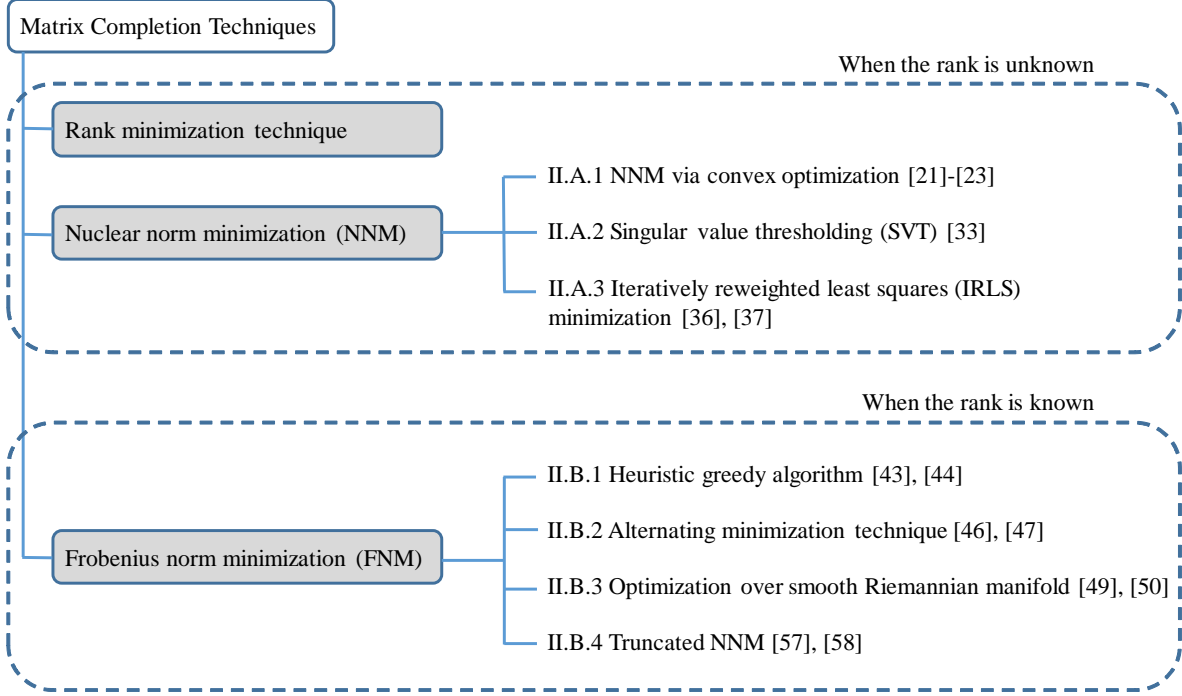 Matrix Completion Techniques
When the rank is unknown
Rank minimization technique
II.A.1 NNM via convex optimization [21]-[23]
Nuclear norm minimization (NNM)
II.A.2 Singular value thresholding (SVT) [33]
II.A.3 Iteratively reweighted least squares (IRLS)
minimization [36], [37]
When the rank is known
II.B.1 Heuristic greedy algorithm [43], [44]
II.B.2 Alternating minimization technique [46], [47]
Frobenius norm minimization (FNM)
II.B.3 Optimization over smooth Riemannian manifold [49], [50]
II.B.4 Truncated NNM [57], [58]